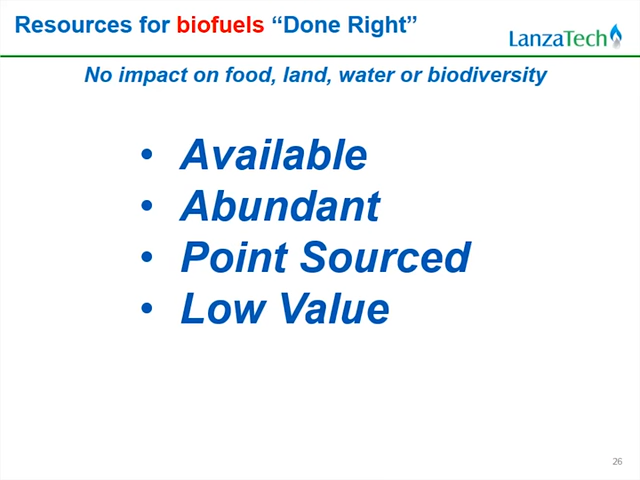 Resources for biofuels “Done Right”
LanzaTech
No impact on food, land, water or biodiversity
• Available
• Abundant
• Point Sourced
• Low Value
26